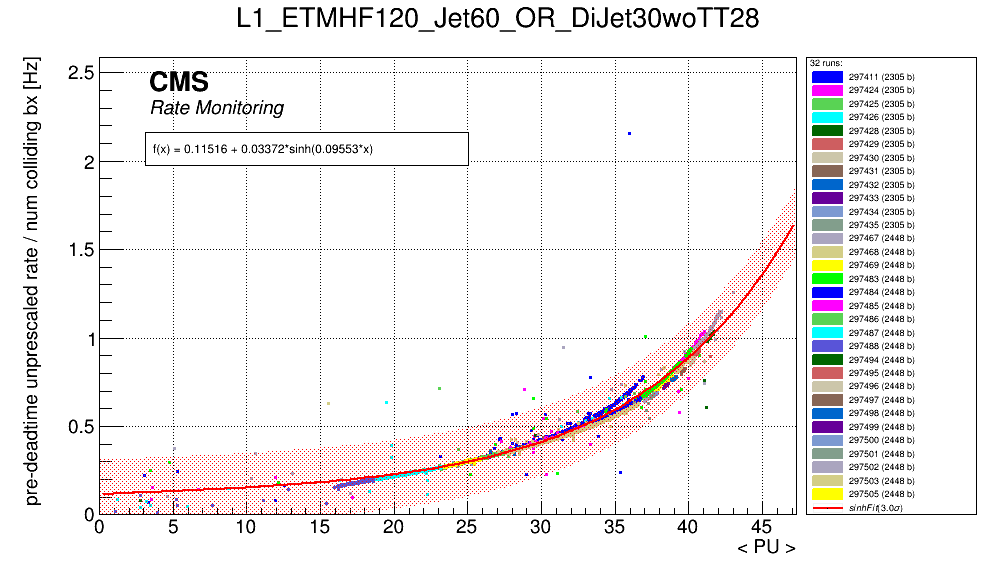 L1_ETMHF120_Jet60_OR_DiJet30woTT28
pre-deadtime unprescaled rate / num colliding bx [Hz]
2.5
2
1.5
1
0.5
0
CMS
Rate Monitoring
f(x) = 0.11516 + 0.03372*sinh(0.09553*x)
0 5 10 15 20 25 30 35 40 45
< PU >
32 runs:
297411 (2305 b)
297424 (2305 b)
297425 (2305 b)
297426 (2305 b)
297428 (2305 b)
297429 (2305 b)
297430 (2305 b)
297431 (2305 b)
297432 (2305 b)
297433 (2305 b)
297434 (2305 b)
297435 (2305 b)
297467 (2448 b)
297468 (2448 b)
297469 (2448 b)
297483 (2448 b)
297484 (2448 b)
297485 (2448 b)
297486 (2448 b)
297487 (2448 b)
297488 (2448 b)
297494 (2448 b)
297495 (2448 b)
297496 (2448 b)
297497 (2448 b)
297498 (2448 b)
297499 (2448 b)
297500 (2448 b)
297501 (2448 b)
297502 (2448 b)
297503 (2448 b)
297505 (2448 b)
sinhFit(3.0σ)